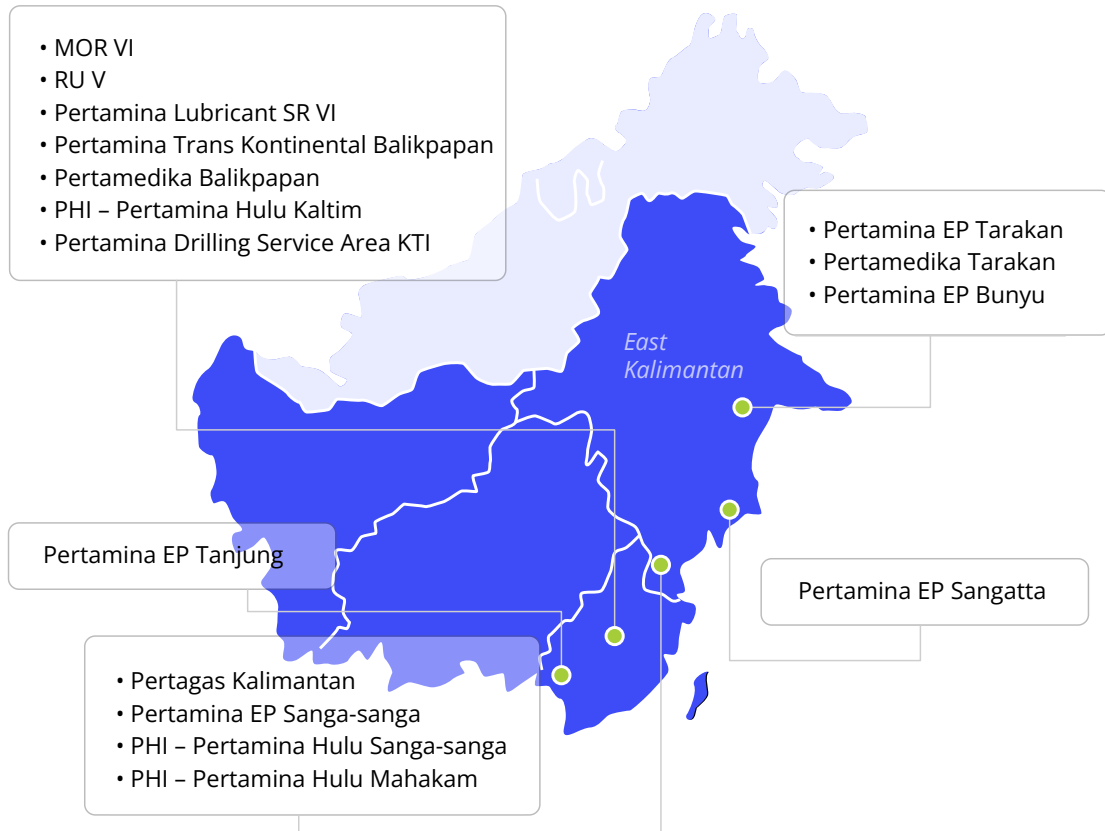 • MOR VI
• RU V
• Pertamina Lubricant SR VI
• Pertamina Trans Kontinental Balikpapan
• Pertamedika Balikpapan
• PHI – Pertamina Hulu Kaltim
• Pertamina Drilling Service Area KTI
• Pertamina EP Tarakan
• Pertamedika Tarakan
• Pertamina EP Bunyu
East
Kalimantan
Pertamina EP Tanjung
Pertamina EP Sangatta
• Pertagas Kalimantan
• Pertamina EP Sanga-sanga
• PHI – Pertamina Hulu Sanga-sanga
• PHI – Pertamina Hulu Mahakam